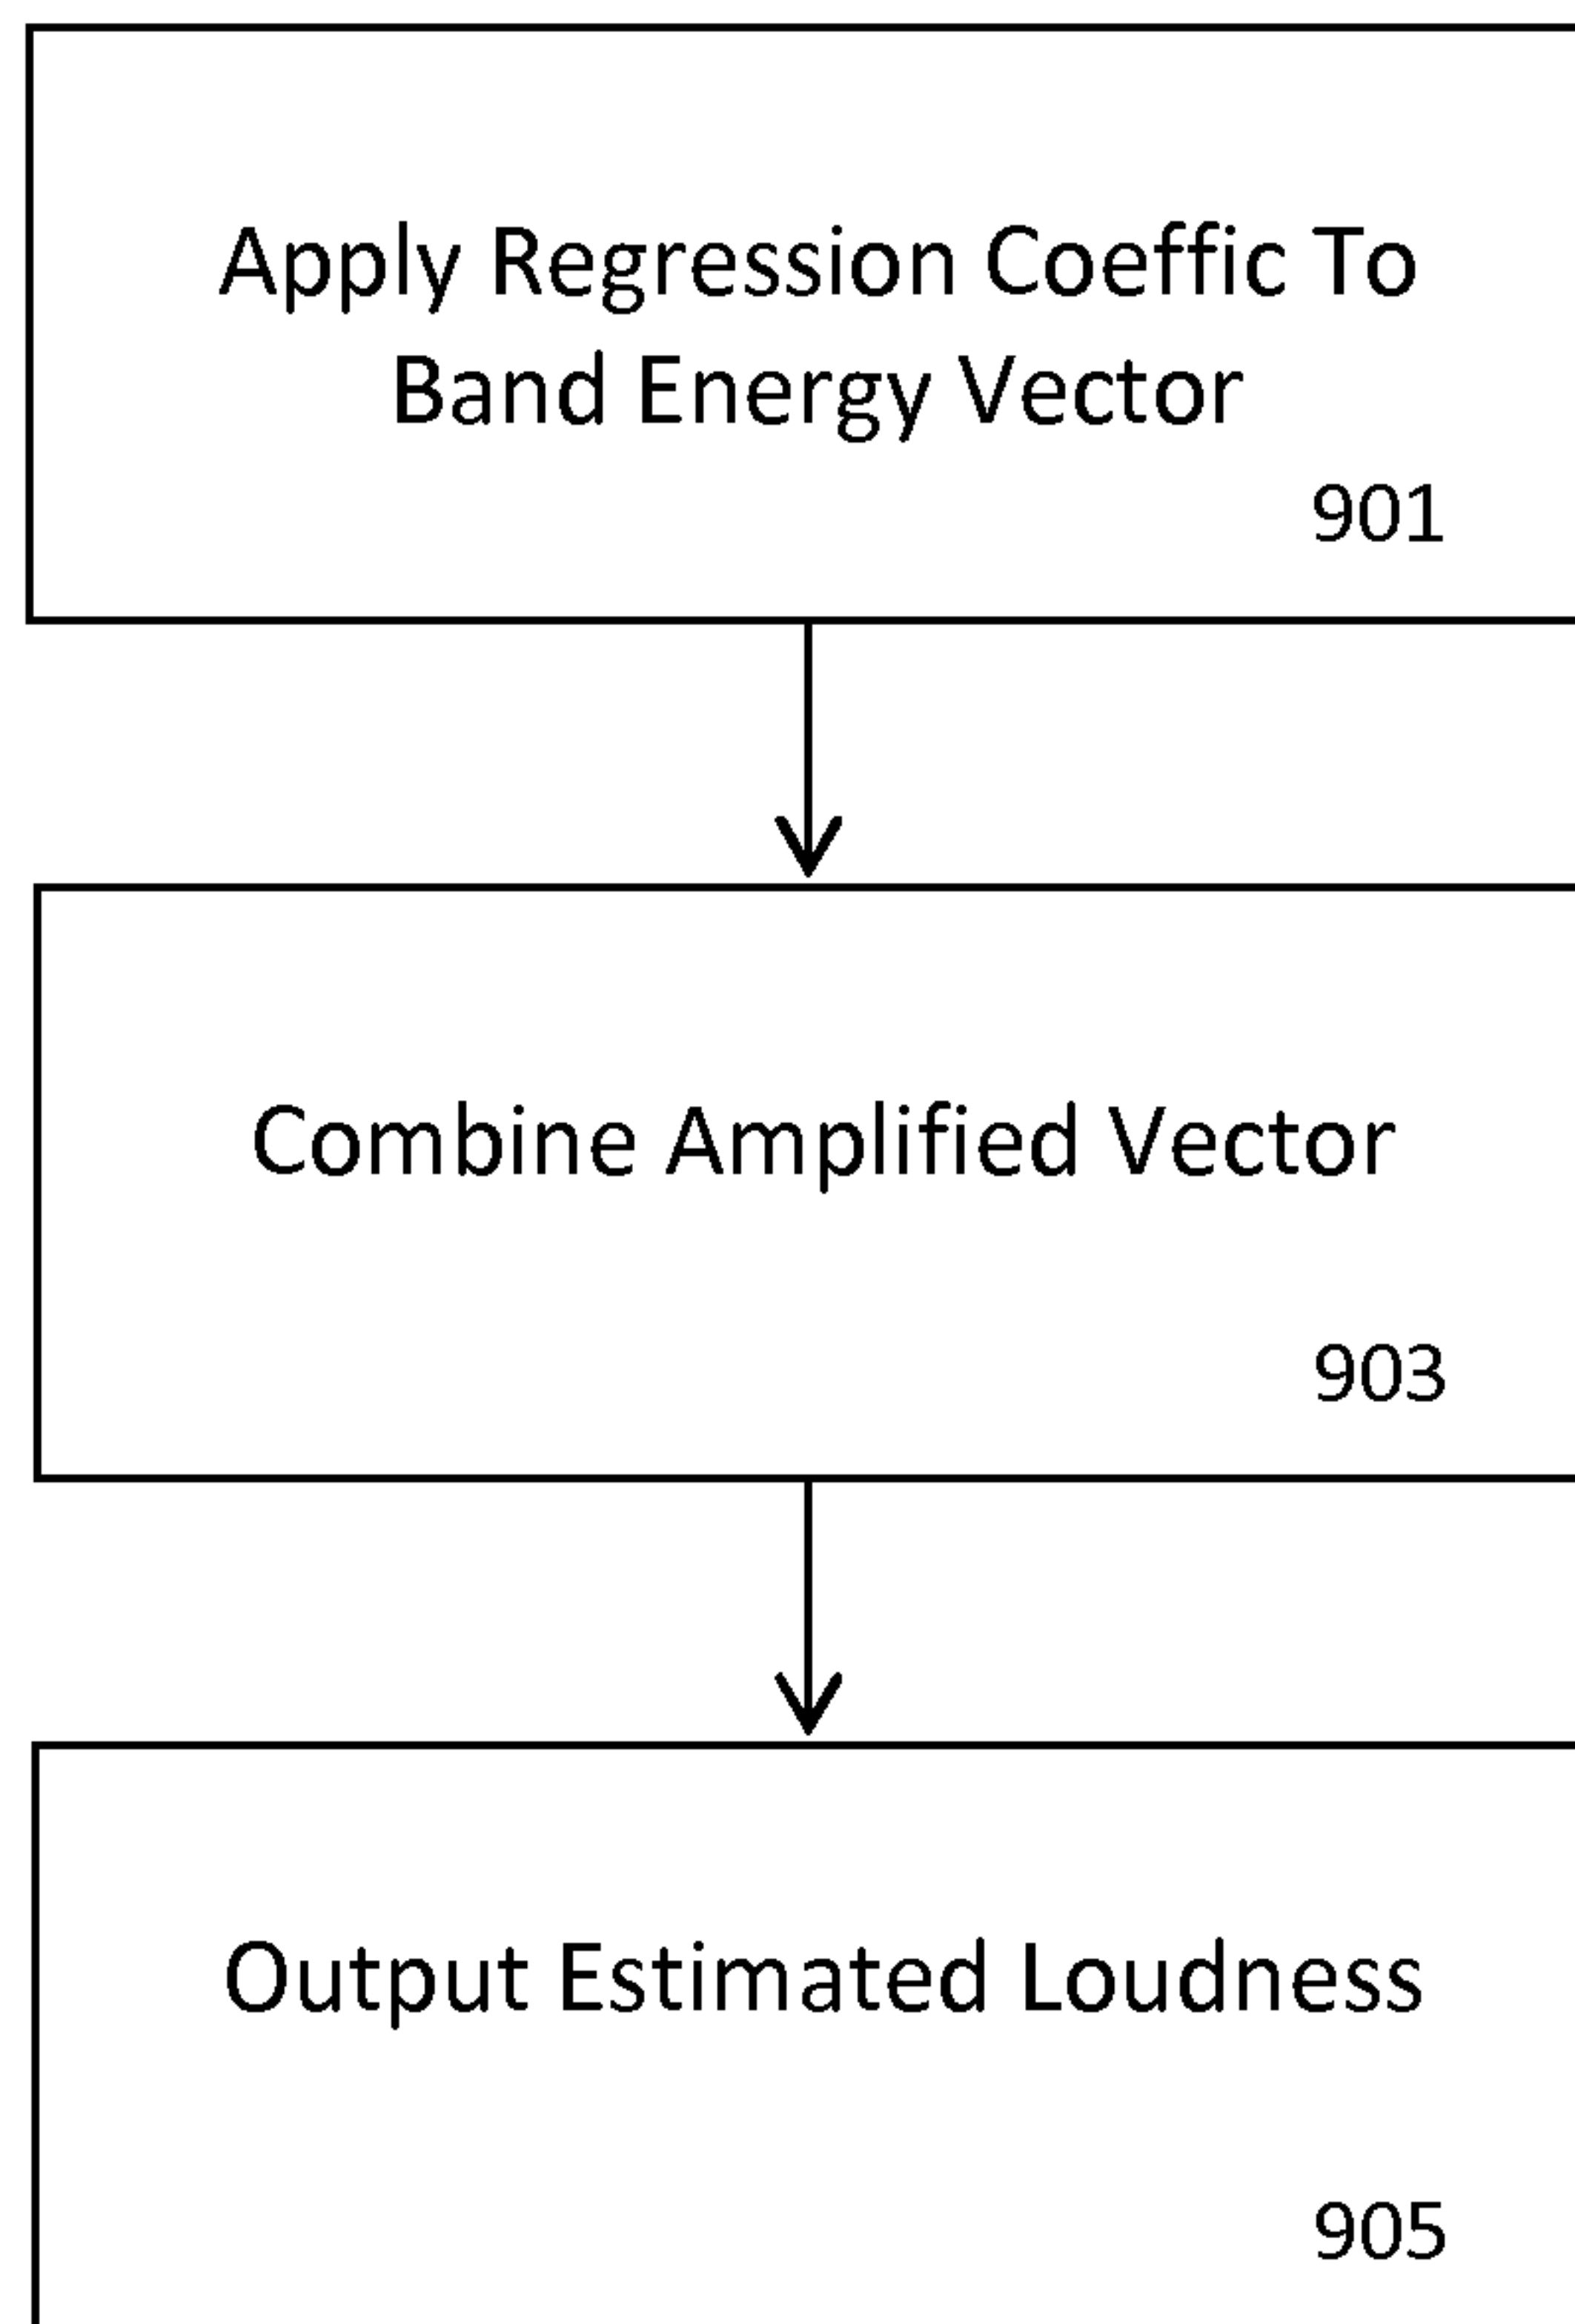 Apply Regression Coeffic To
Band Energy Vector
901
Combine Amplified Vector
903
Output Estimated Loudness
905